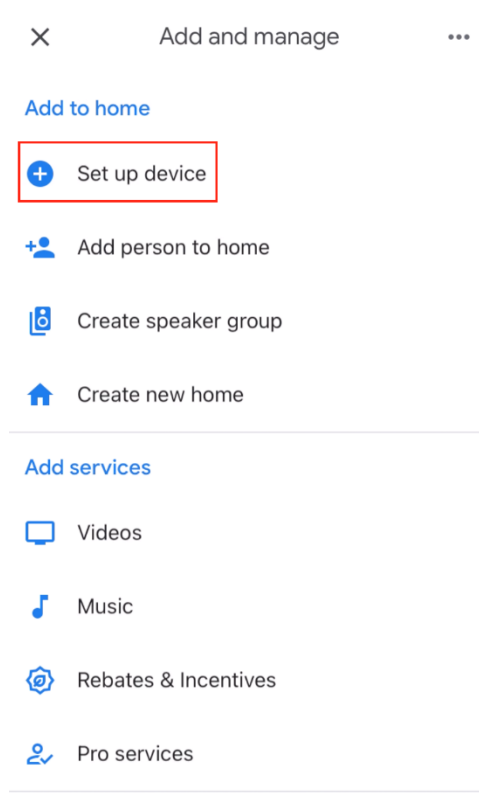 Add and manage
Add to home
Set up device
Add person to home
Create speaker group
Create new home
Add services
Videos
Music
Rebates & Incentives
Pro services